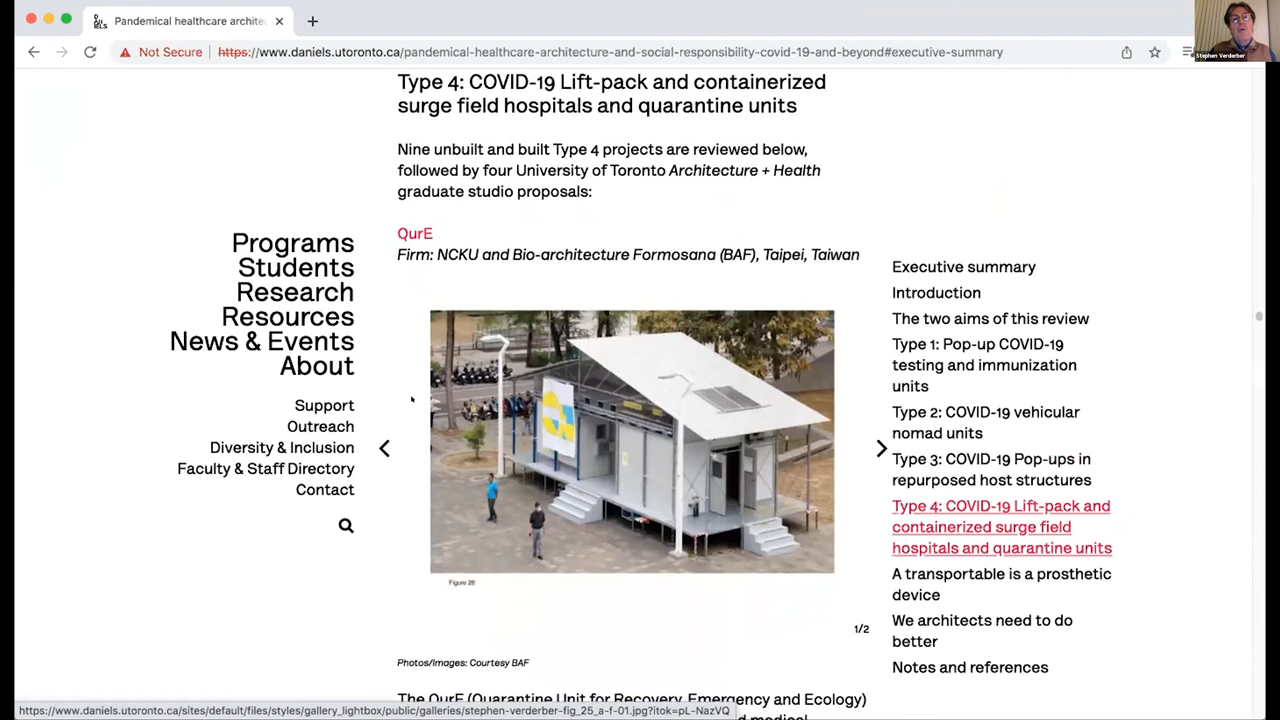 Pandemical healthcare archite
Not Secure
https://www.daniels.utoronto.ca/pandemical-healthcare-architecture-and-social-responsibility-covid-19-and-beyond#executive-summary
Stephen Verderber
Type 4: COVID-19 Lift-pack and containerized
surge field hospitals and quarantine units
Nine unbuilt and built Type 4 projects are reviewed below,
followed by four University of Toronto Architecture + Health
graduate studio proposals:
QurE
Firm: NCKU and Bio-architecture Formosana (BAF), Taipei, Taiwan
Programs
Students
Research
Resources
News & Events
About
Support
Outreach
Diversity & Inclusion
Faculty & Staff Directory
Contact
Figure 28
1/2
Photos/Images: Courtesy BAF
The QurE (Quarantine Unit for Recovery, Emergency and Ecology)
Executive summary
Introduction
The two aims of this review
Type 1: Pop-up COVID-19
testing and immunization
units
Type 2: COVID-19 vehicular
nomad units
Type 3: COVID-19 Pop-ups in
repurposed host structures
Type 4: COVID-19 Lift-pack and
containerized surge field
hospitals and quarantine units
A transportable is a prosthetic
device
We architects need to do
better
Notes and references
https://www.daniels.utoronto.ca/sites/default/files/styles/gallery_lightbox/public/galleries/stephen-verderber-fig_25_a-f-01.jpg?itok=pL-NazVQ
medical